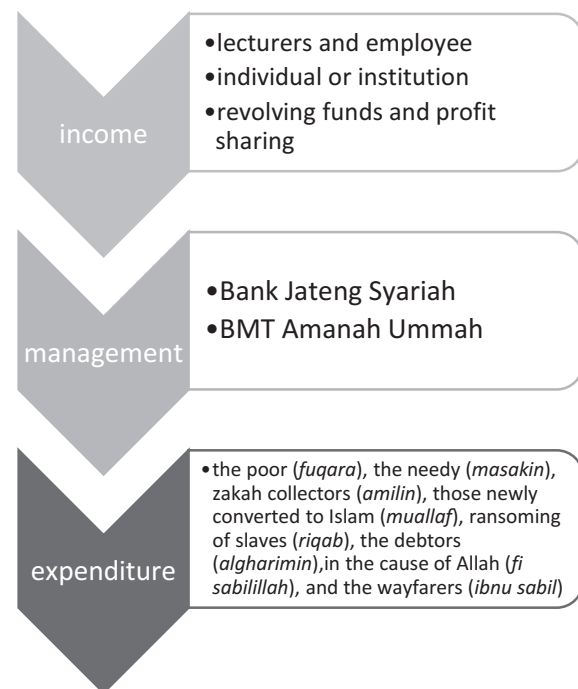 income
•lecturers and employee
•individual or institution
•revolving funds and profit
sharing
management
•Bank Jateng Syariah
•BMT Amanah Ummah
expenditure
•the poor (fuqara), the needy (masakin),
zakah collectors (amilin), those newly
converted to Islam (muallaf), ransoming
of slaves (riqab), the debtors
(algharimin),in the cause of Allah (fi
sabilillah), and the wayfarers (ibnu sabil)